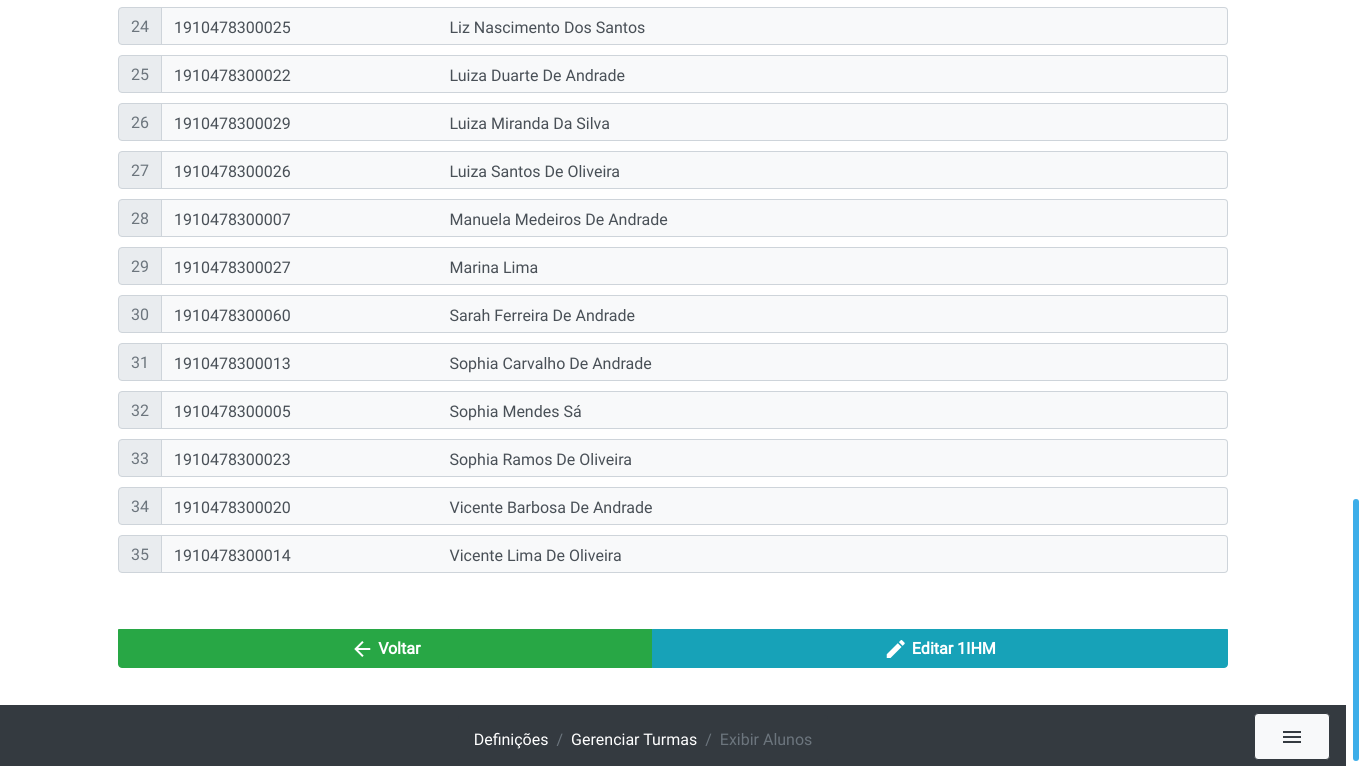 24 1910478300025 Liz Nascimento Dos Santos
25 1910478300022 Luiza Duarte De Andrade
26 1910478300029 Luiza Miranda Da Silva
27 1910478300026 Luiza Santos De Oliveira
28 1910478300007 Manuela Medeiros De Andrade
29 1910478300027 Marina Lima
30 1910478300060 Sarah Ferreira De Andrade
31 1910478300013 Sophia Carvalho De Andrade
32 1910478300005 Sophia Mendes Sá
33 1910478300023 Sophia Ramos De Oliveira
34 1910478300020 Vicente Barbosa De Andrade
35 1910478300014 Vicente Lima De Oliveira
Voltar Editar 1IHM
Definições / Gerenciar Turmas / Exibir Alunos